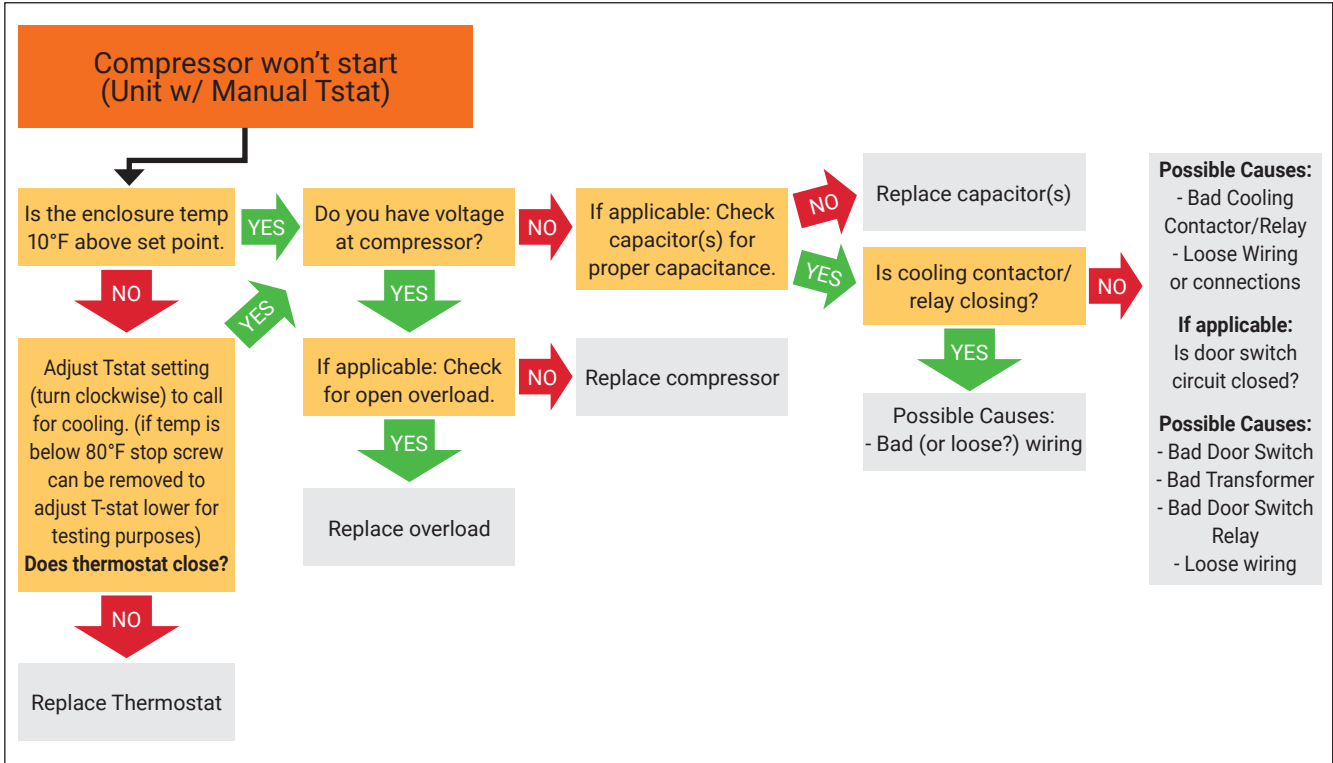 Compressor won’t start
(Unit w/ Manual Tstat)
Is the enclosure temp
10°F above set point.
YES
Do you have voltage
at compressor?
NO
If applicable: Check
capacitor(s) for
proper capacitance.
NO
Replace capacitor(s)
YES
Is cooling contactor/
relay closing?
NO
Possible Causes:
- Bad Cooling
Contactor/Relay
- Loose Wiring
or connections
If applicable:
Is door switch
circuit closed?
Possible Causes:
- Bad Door Switch
- Bad Transformer
- Bad Door Switch
Relay
- Loose wiring
YES
Possible Causes:
- Bad (or loose?) wiring
YES
If applicable: Check
for open overload.
NO
Replace compressor
YES
Replace overload
NO
Adjust Tstat setting
(turn clockwise) to call
for cooling. (if temp is
below 80°F stop screw
can be removed to
adjust T-stat lower for
testing purposes)
Does thermostat close?
YES
NO
Replace Thermostat